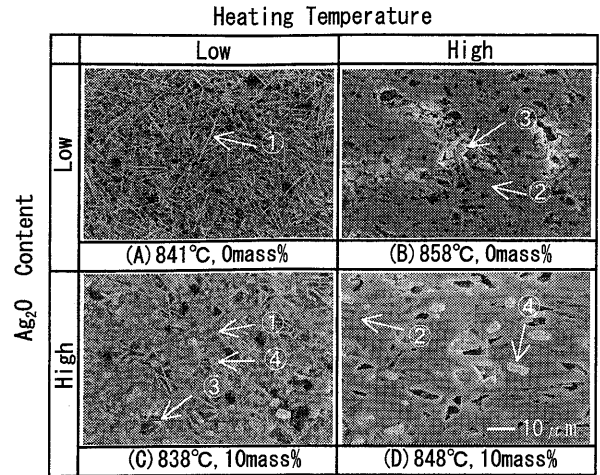 Heating Temperature
Low High
Ag₂O Content
Low
①
③
②
(A) 841℃, 0mass% (B) 858℃, 0mass%
High
①
④
③
②
④
10 μm
(C) 838℃, 10mass% (D) 848℃, 10mass%